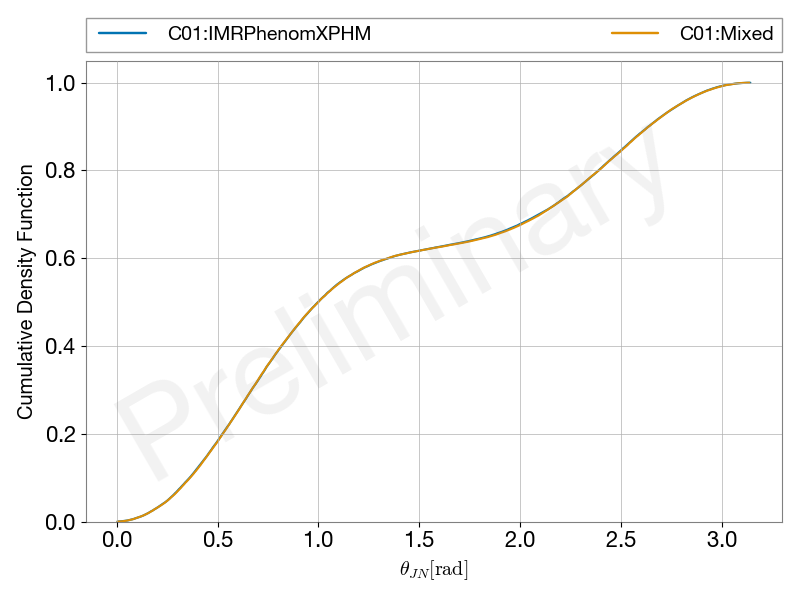 C01:IMRPhenomXPHM C01:Mixed
1.0
0.8
0.6
0.4
0.2
0.0
Cumulative Density Function
Preliminary
0.0 0.5 1.0 1.5 2.0 2.5 3.0
θ_JN[rad]